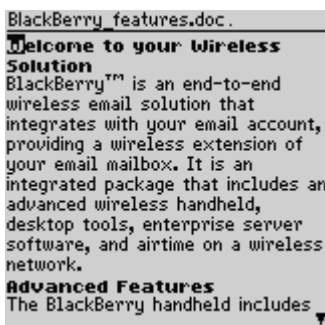 BlackBerry_features.doc.
Welcome to your Wireless
Solution
BlackBerry™ is an end-to-end
wireless email solution that
integrates with your email account,
providing a wireless extension of
your email mailbox. It is an
integrated package that includes an
advanced wireless handheld,
desktop tools, enterprise server
software, and airtime on a wireless
network.
Advanced Features
The BlackBerry handheld includes